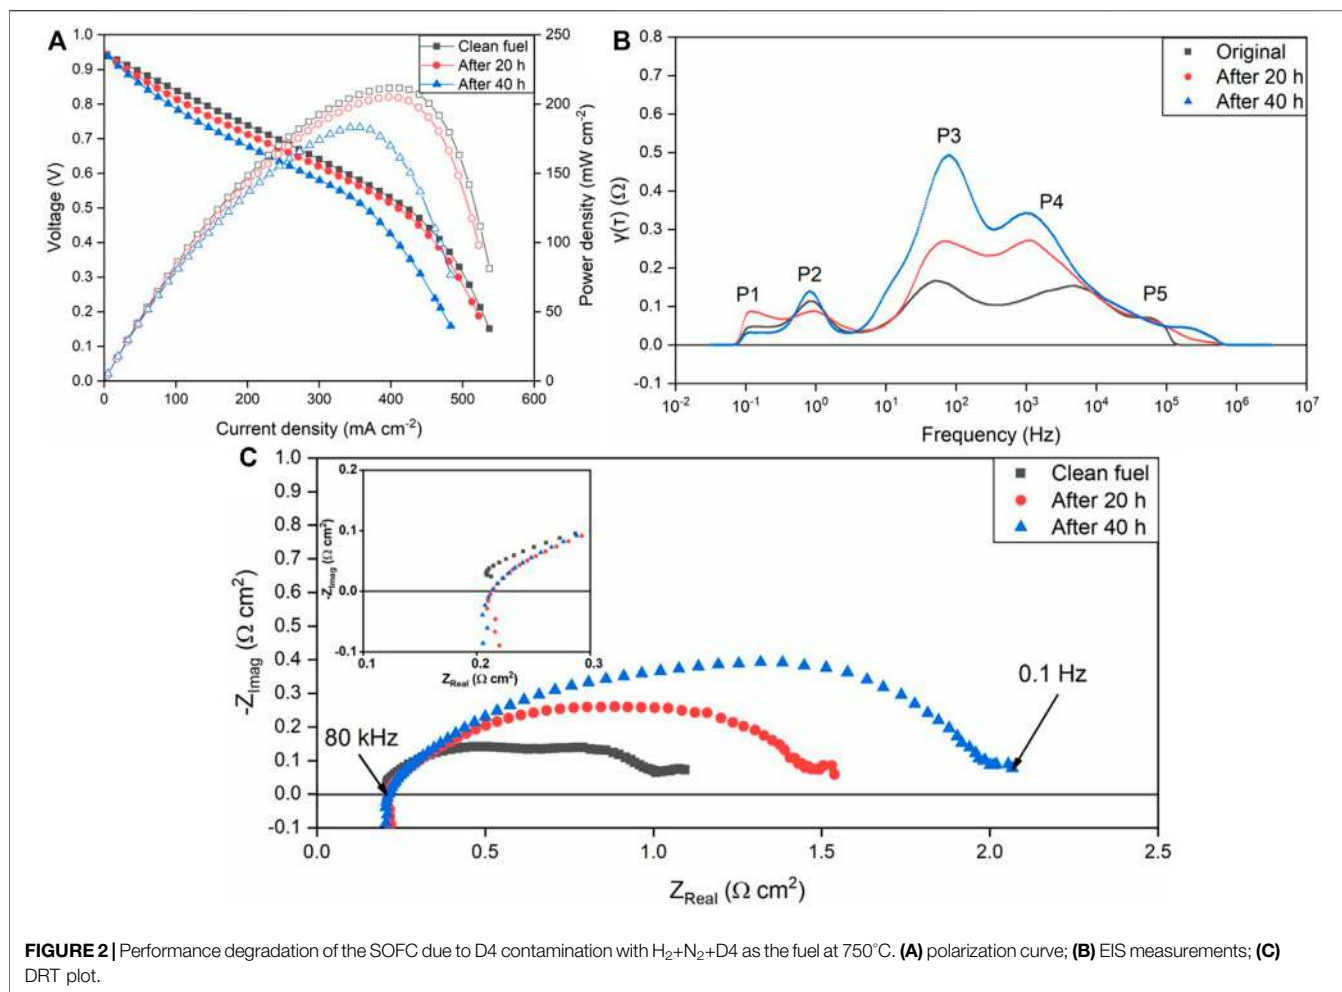 A
1.0
0.9
0.8
0.7
0.6
0.5
0.4
0.3
0.2
0.1
0.0
Voltage (V)
250
200
150
100
50
0
Power density (mW cm-2)
Clean fuel
After 20 h
After 40 h
0 100 200 300 400 500 600
Current density (mA cm-2)
B
0.8
0.7
0.6
0.5
0.4
0.3
0.2
0.1
0.0
-0.1
γ(τ) (Ω)
Original
After 20 h
After 40 h
P1
P2
P3
P4
P5
10-2 10-1 100 101 102 103 104 105 106 107
Frequency (Hz)
C
1.0
0.9
0.8
0.7
0.6
0.5
0.4
0.3
0.2
0.1
0.0
-0.1
-ZImag (Ω cm2)
0.2
0.1
0.0
-0.1
-ZImag (Ω cm2)
0.1 0.2 0.3
ZReal (Ω cm2)
Clean fuel
After 20 h
After 40 h
80 kHz
0.1 Hz
0.0 0.5 1.0 1.5 2.0 2.5
ZReal (Ω cm2)
FIGURE 2 | Performance degradation of the SOFC due to D4 contamination with H2+N2+D4 as the fuel at 750°C. (A) polarization curve; (B) EIS measurements; (C)
DRT plot.